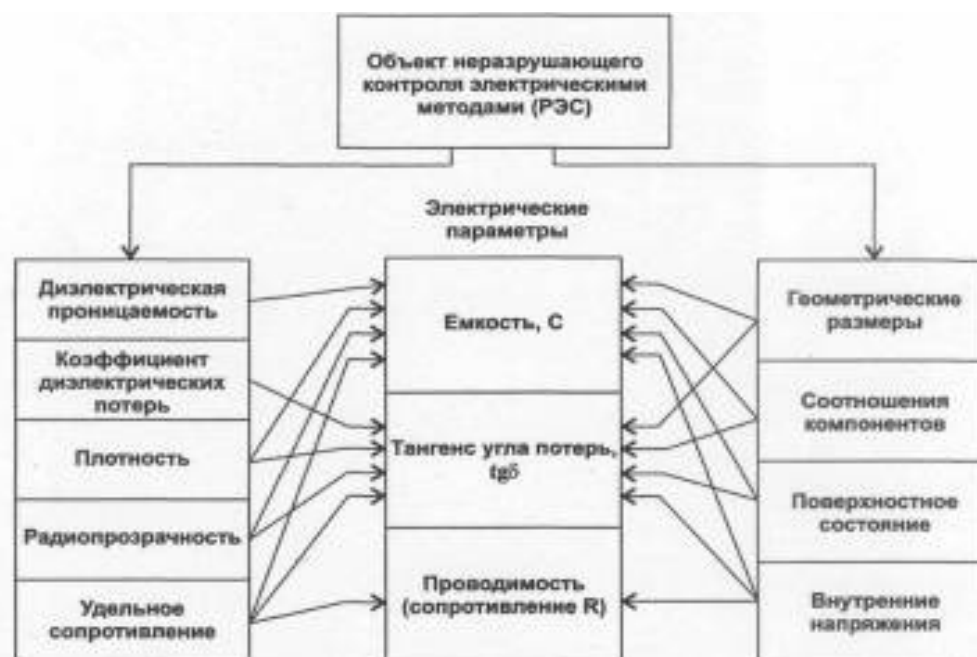 Объект неразрушающего
контроля электрическими
методами (РЭС)
Электрические
параметры
Диэлектрическая
проницаемость
Коэффициент
диэлектрических
потерь
Плотность
Радиопрозрачность
Удельное
сопротивление
Емкость, С
Тангенс угла потерь,
tgδ
Проводимость
(сопротивление R)
Геометрические
размеры
Соотношения
компонентов
Поверхностное
состояние
Внутренние
напряжения